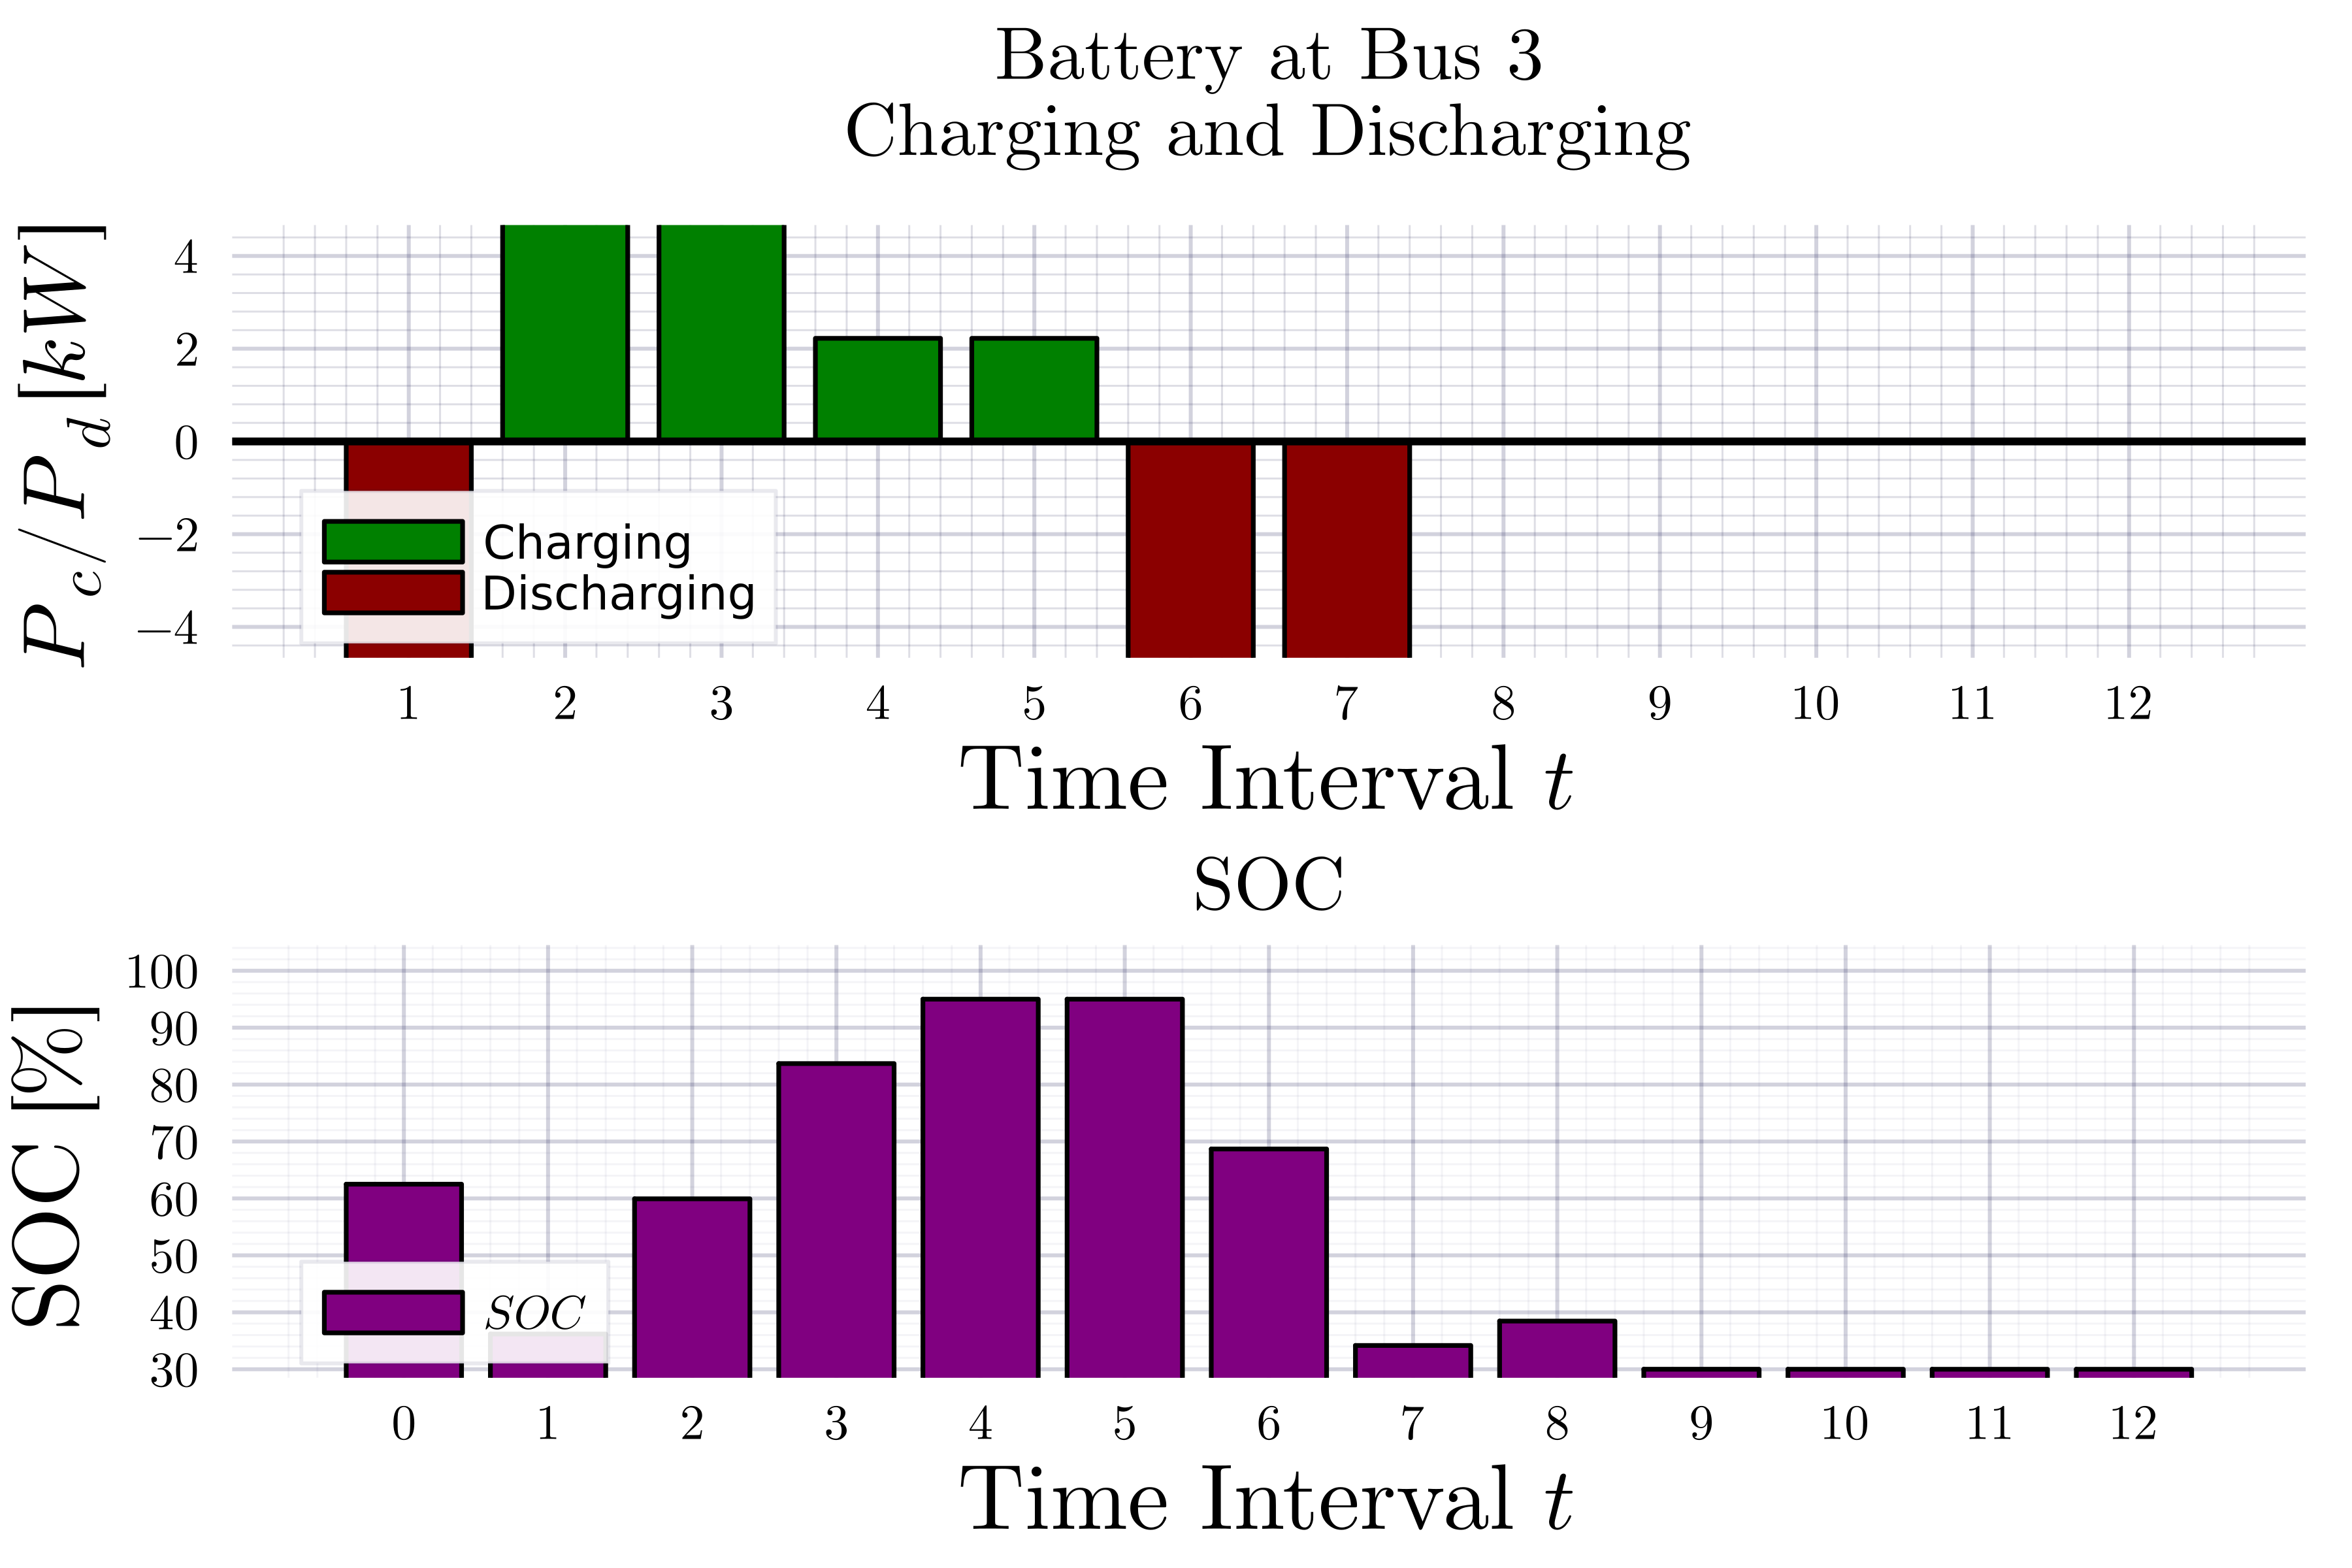 Battery at Bus 3
Charging and Discharging
P_c/P_d [kW]
4
2
0
−2
−4
Charging
Discharging
1 2 3 4 5 6 7 8 9 10 11 12
Time Interval t
SOC
SOC [%]
100
90
80
70
60
50
40
30
SOC
0 1 2 3 4 5 6 7 8 9 10 11 12
Time Interval t